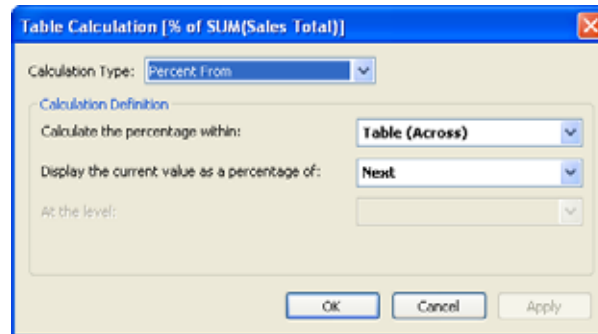 Table Calculation [% of SUM(Sales Total)]
Calculation Type: Percent From
Calculation Definition
Calculate the percentage within: Table (Across)
Display the current value as a percentage of: Next
At the level:
OK Cancel Apply